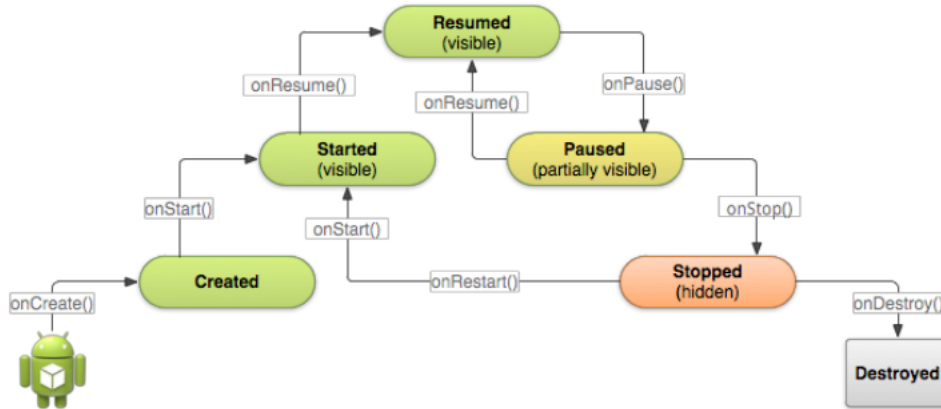 Resumed
(visible)
onResume()
onResume()
onPause()
Started
(visible)
Paused
(partially visible)
onStart()
onStart()
onStop()
Created
onRestart()
Stopped
(hidden)
onCreate()
onDestroy()
Destroyed